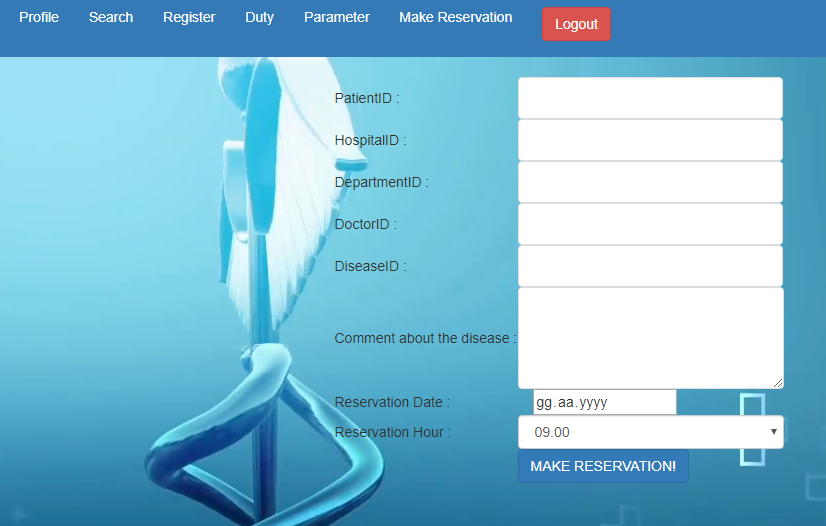 Profile Search Register Duty Parameter Make Reservation Logout
PatientID :
HospitalID :
DepartmentID :
DoctorID :
DiseaseID :
Comment about the disease :
Reservation Date : gg.aa.yyyy
Reservation Hour : 09.00
MAKE RESERVATION!